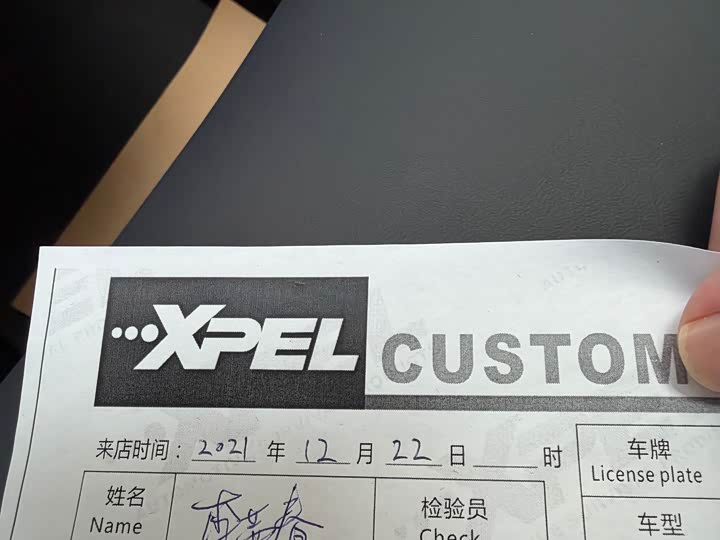 XPEL CUSTOM
来店时间：2021 年 12 月 22 日 时
车牌
License plate
姓名
Name
检验员
Check
车型